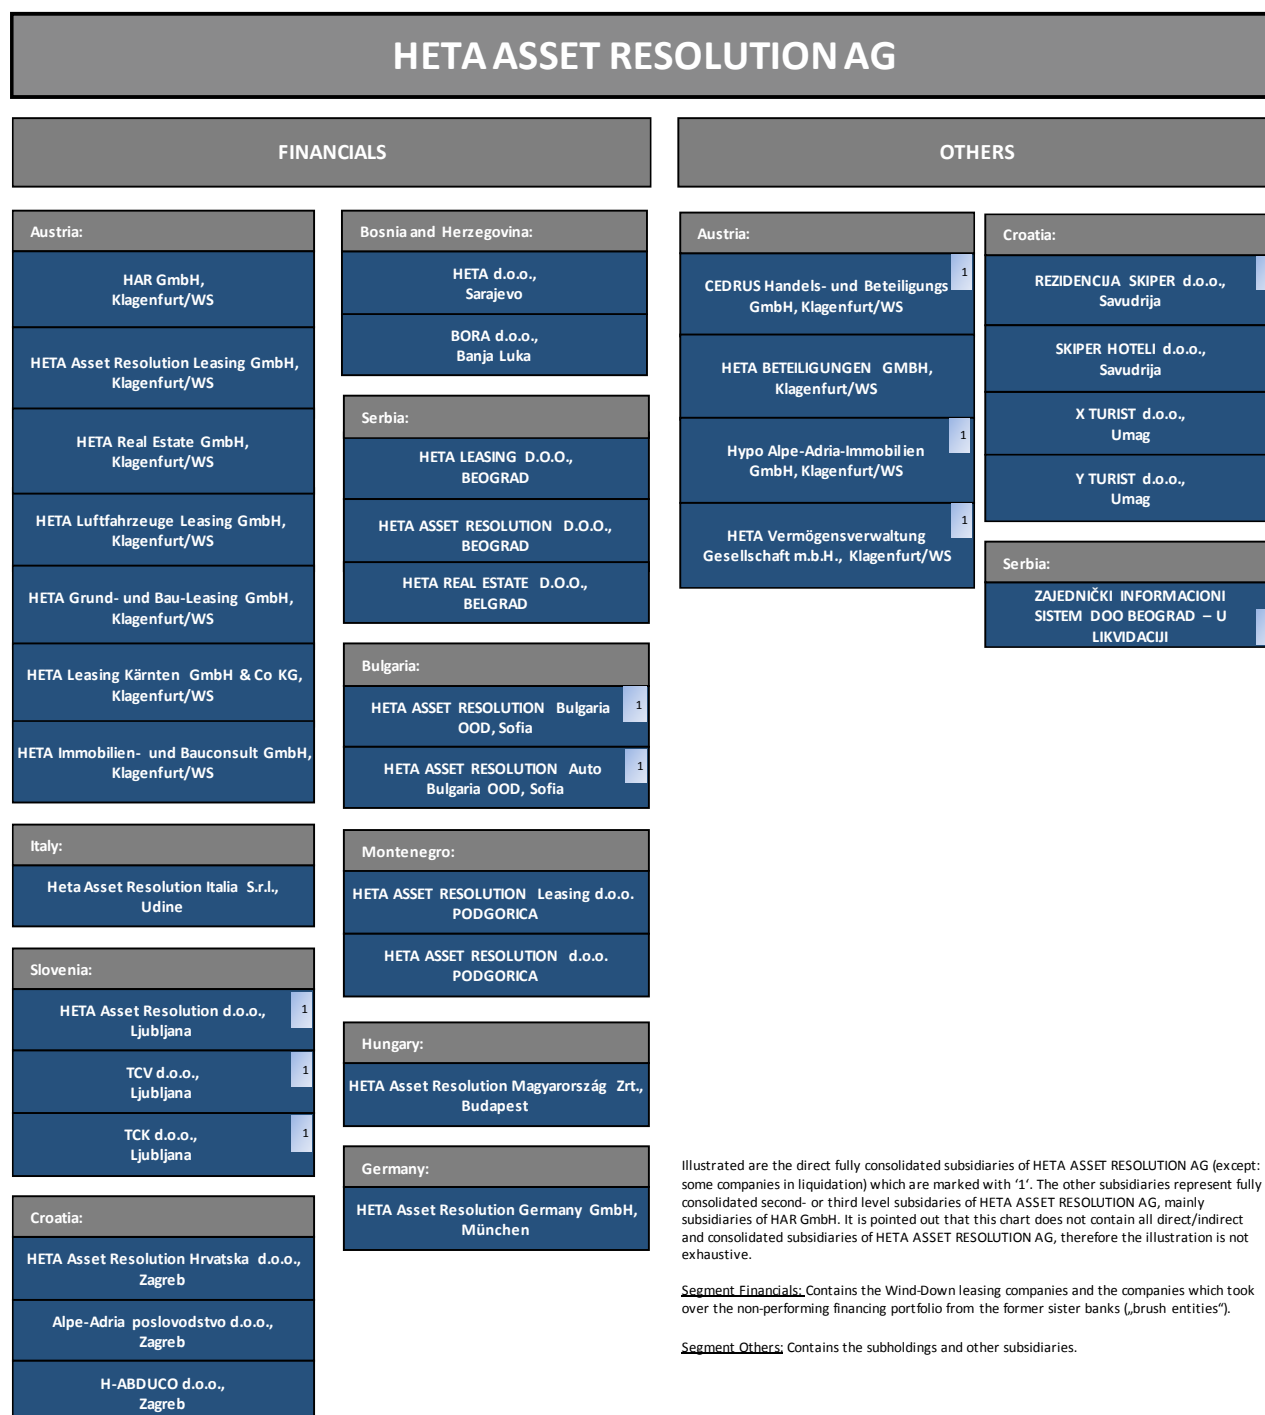 HETA ASSET RESOLUTION AG
FINANCIALS
Austria:
HAR GmbH,
Klagenfurt/WS
HETA Asset Resolution Leasing GmbH,
Klagenfurt/WS
HETA Real Estate GmbH,
Klagenfurt/WS
HETA Luftfahrzeuge Leasing GmbH,
Klagenfurt/WS
HETA Grund- und Bau-Leasing GmbH,
Klagenfurt/WS
HETA Leasing Kärnten GmbH & Co KG,
Klagenfurt/WS
HETA Immobilien- und Bauconsult GmbH,
Klagenfurt/WS
Italy:
Heta Asset Resolution Italia S.r.l.,
Udine
Slovenia:
HETA Asset Resolution d.o.o.,
Ljubljana
1
TCV d.o.o.,
Ljubljana
1
TCK d.o.o.,
Ljubljana
1
Croatia:
HETA Asset Resolution Hrvatska d.o.o.,
Zagreb
Alpe-Adria poslovodstvo d.o.o.,
Zagreb
H-ABDUCO d.o.o.,
Zagreb
Bosnia and Herzegovina:
HETA d.o.o.,
Sarajevo
BORA d.o.o.,
Banja Luka
Serbia:
HETA LEASING D.O.O.,
BEOGRAD
HETA ASSET RESOLUTION D.O.O.,
BEOGRAD
HETA REAL ESTATE D.O.O.,
BELGRAD
Bulgaria:
HETA ASSET RESOLUTION Bulgaria
OOD, Sofia
1
HETA ASSET RESOLUTION Auto
Bulgaria OOD, Sofia
1
Montenegro:
HETA ASSET RESOLUTION Leasing d.o.o.
PODGORICA
HETA ASSET RESOLUTION d.o.o.
PODGORICA
Hungary:
HETA Asset Resolution Magyarország Zrt.,
Budapest
Germany:
HETA Asset Resolution Germany GmbH,
München
OTHERS
Austria:
CEDRUS Handels- und Beteiligungs
GmbH, Klagenfurt/WS
1
HETA BETEILIGUNGEN GMBH,
Klagenfurt/WS
Hypo Alpe-Adria-Immobilien
GmbH, Klagenfurt/WS
1
HETA Vermögensverwaltung
Gesellschaft m.b.H., Klagenfurt/WS
1
Croatia:
REZIDENCIJA SKIPER d.o.o.,
Savudrija
SKIPER HOTELI d.o.o.,
Savudrija
X TURIST d.o.o.,
Umag
Y TURIST d.o.o.,
Umag
Serbia:
ZAJEDNIČKI INFORMACIONI
SISTEM DOO BEOGRAD – U
LIKVIDACIJI
Illustrated are the direct fully consolidated subsidiaries of HETA ASSET RESOLUTION AG (except:
some companies in liquidation) which are marked with ‘1‘. The other subsidiaries represent fully
consolidated second- or third level subsidaries of HETA ASSET RESOLUTION AG, mainly
subsidiaries of HAR GmbH. It is pointed out that this chart does not contain all direct/indirect
and consolidated subsidiaries of HETA ASSET RESOLUTION AG, therefore the illustration is not
exhaustive.
Segment Financials: Contains the Wind-Down leasing companies and the companies which took
over the non-performing financing portfolio from the former sister banks („brush entities“).
Segment Others: Contains the subholdings and other subsidiaries.